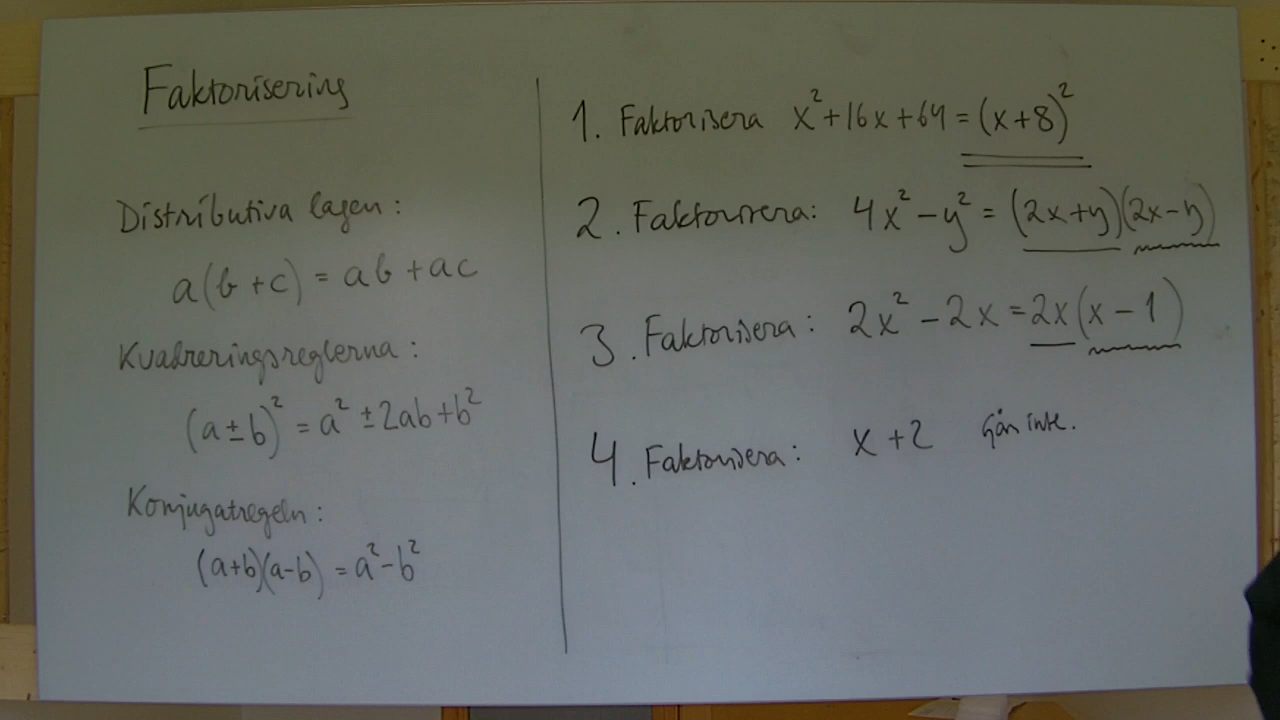 Faktorisering
Distributiva lagen:
a(b+c) = ab + ac
Kvadreringsreglerna:
(a ± b)² = a² ± 2ab + b²
Konjugatregeln:
(a+b)(a-b) = a² - b²
1. Faktorisera x² + 16x + 64 = (x+8)²
2. Faktorisera: 4x² - y² = (2x+y)(2x-y)
3. Faktorisera: 2x² - 2x = 2x(x - 1)
4. Faktorisera: x + 2 Går inte.